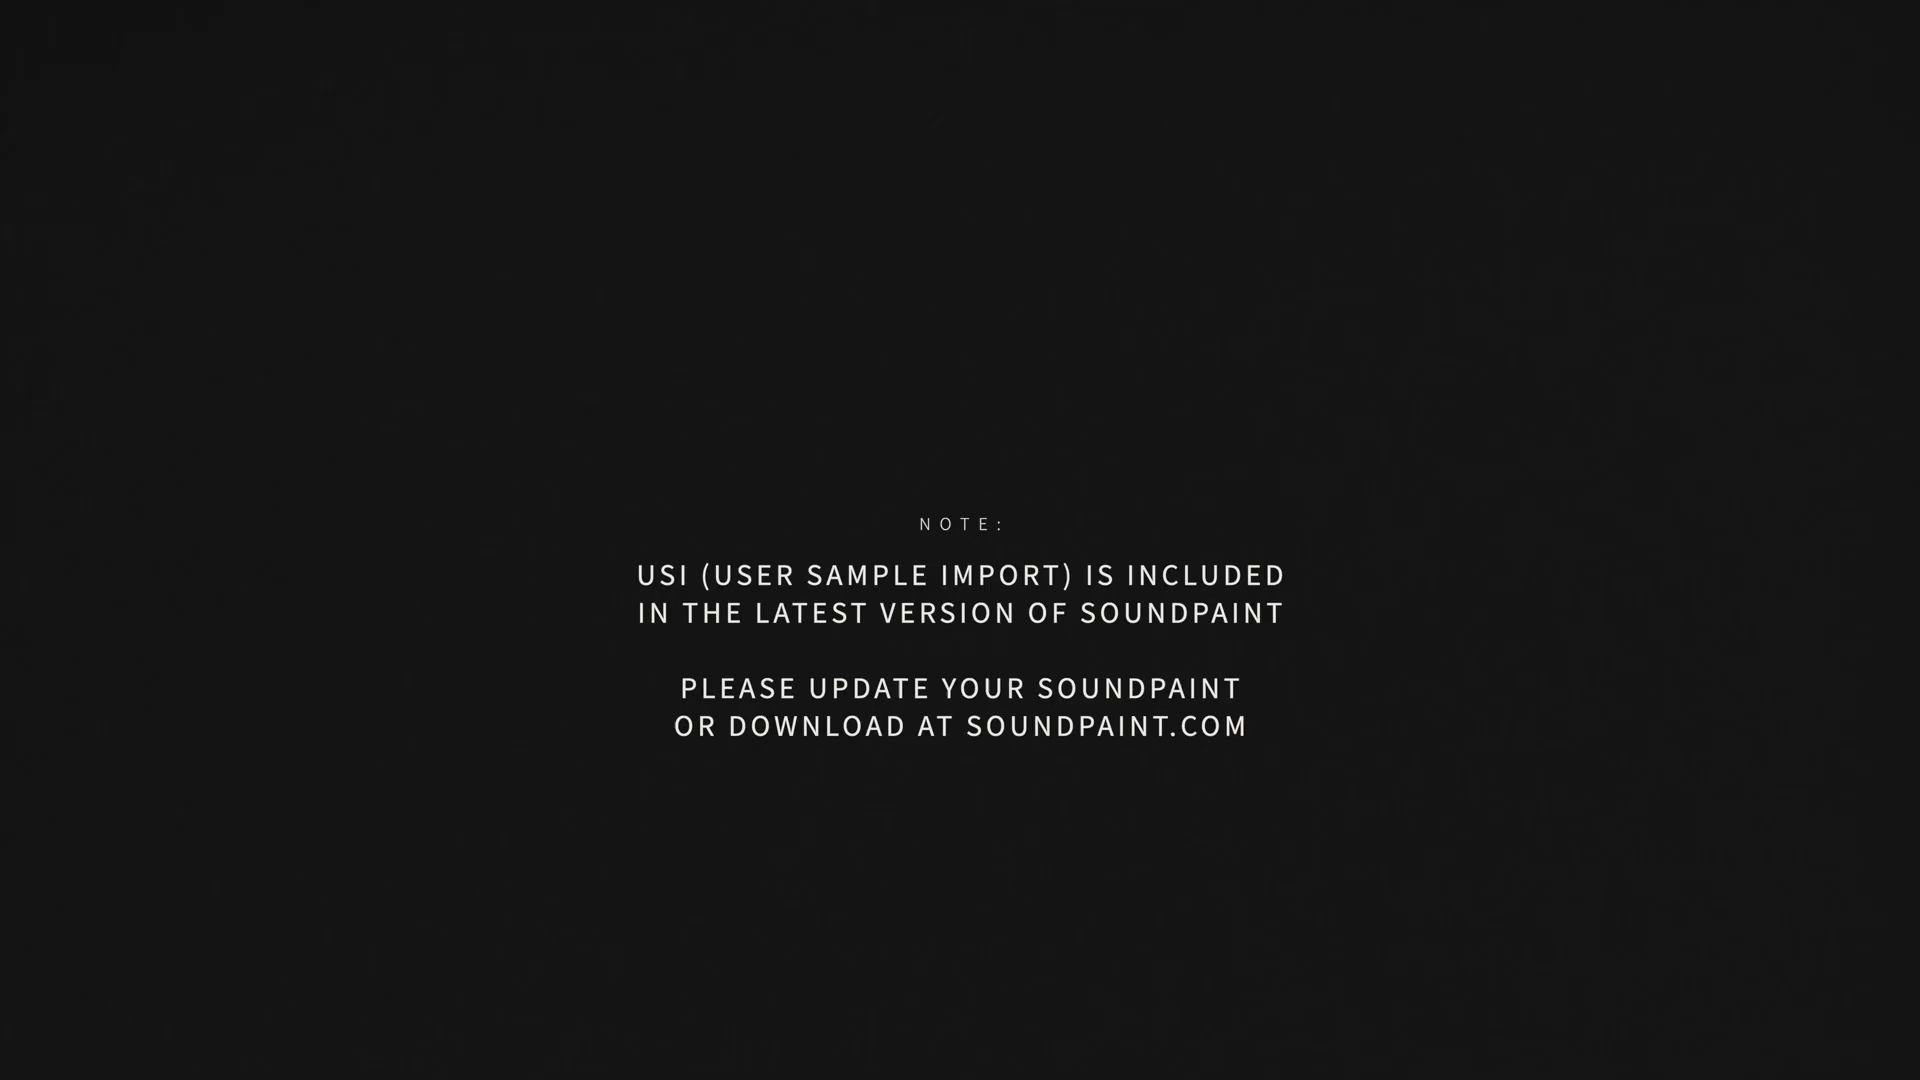 NOTE:
USI (USER SAMPLE IMPORT) IS INCLUDED
IN THE LATEST VERSION OF SOUNDPAINT
PLEASE UPDATE YOUR SOUNDPAINT
OR DOWNLOAD AT SOUNDPAINT.COM